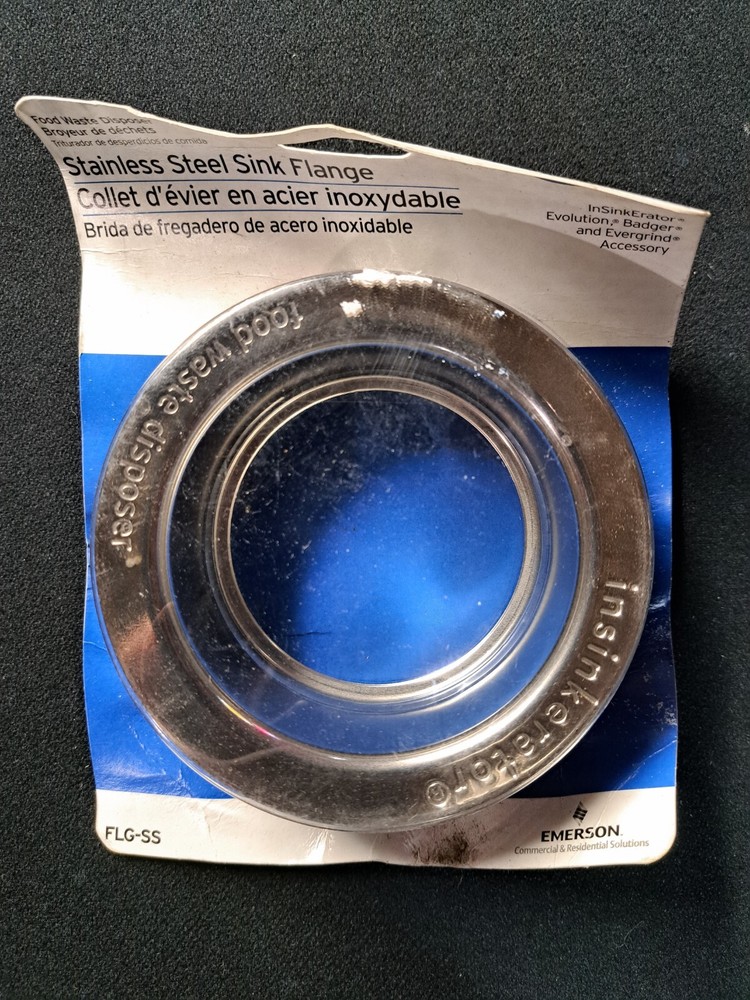 Food Waste Disposer
Broyeur de déchets
Triturador de desperdicios de comida
Stainless Steel Sink Flange
Collet d'évier en acier inoxydable
Brida de fregadero de acero inoxidable
InSinkErator™
Evolution,® Badger®
and Evergrind®
Accessory
food waste disposer
insinkerator®
FLG-SS
EMERSON.
Commercial & Residential Solutions